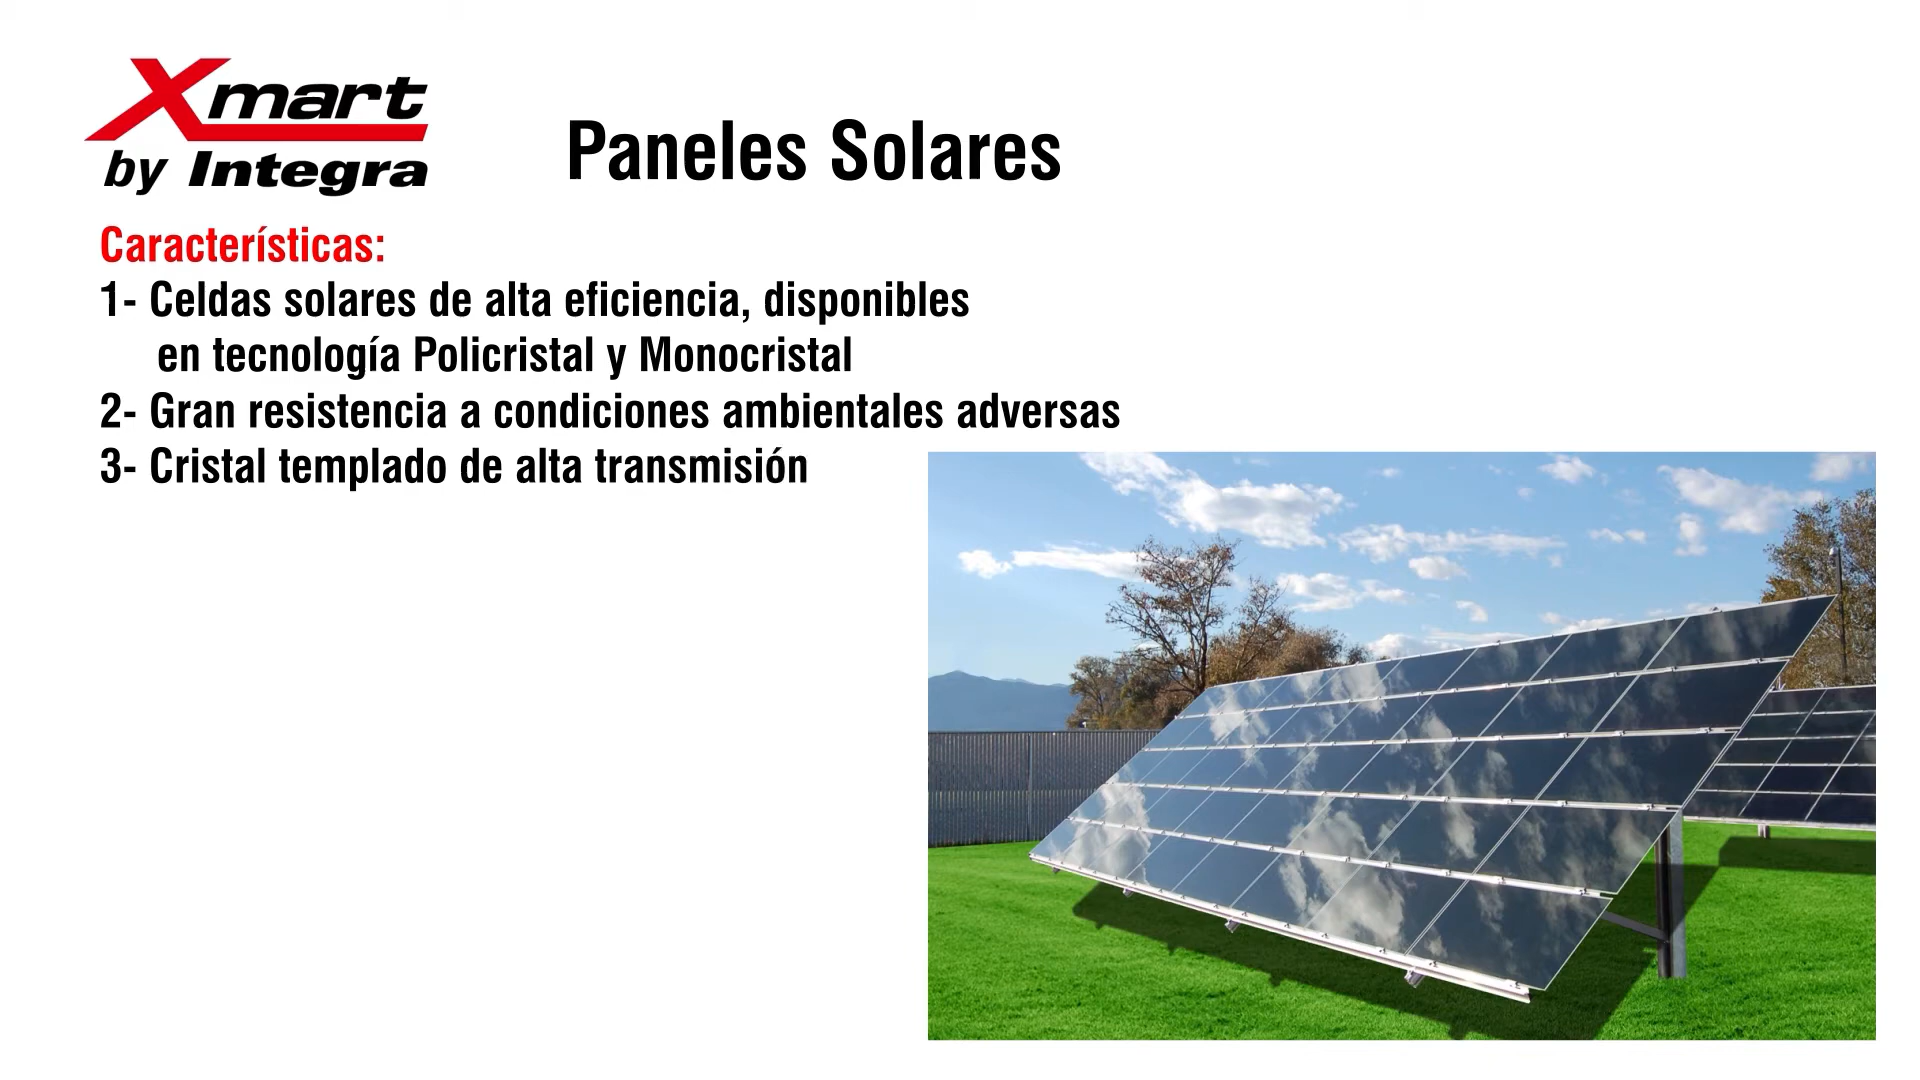 Xmart
by Integra
Paneles Solares
Características:
1- Celdas solares de alta eficiencia, disponibles
en tecnología Policristal y Monocristal
2- Gran resistencia a condiciones ambientales adversas
3- Cristal templado de alta transmisión